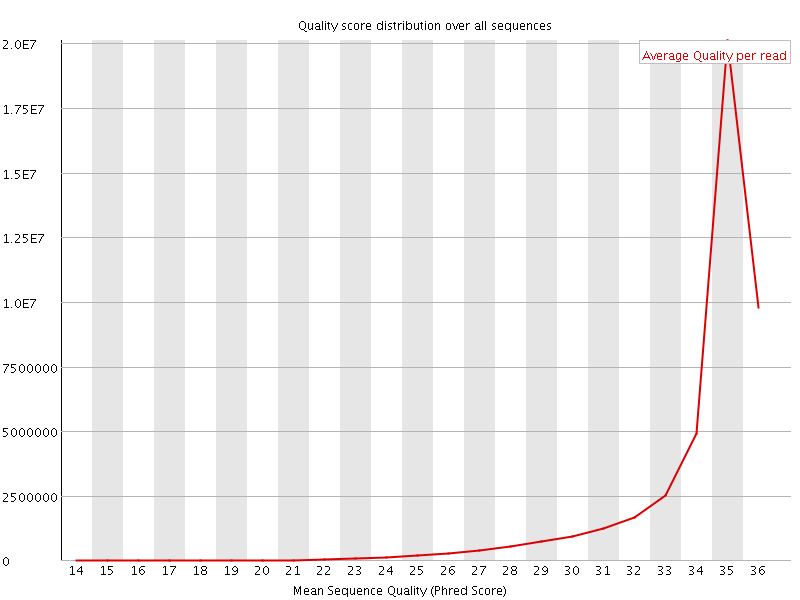 Quality score distribution over all sequences
Average Quality per read
2.0E7
1.75E7
1.5E7
1.25E7
1.0E7
7500000
5000000
2500000
0
14 15 16 17 18 19 20 21 22 23 24 25 26 27 28 29 30 31 32 33 34 35 36
Mean Sequence Quality (Phred Score)